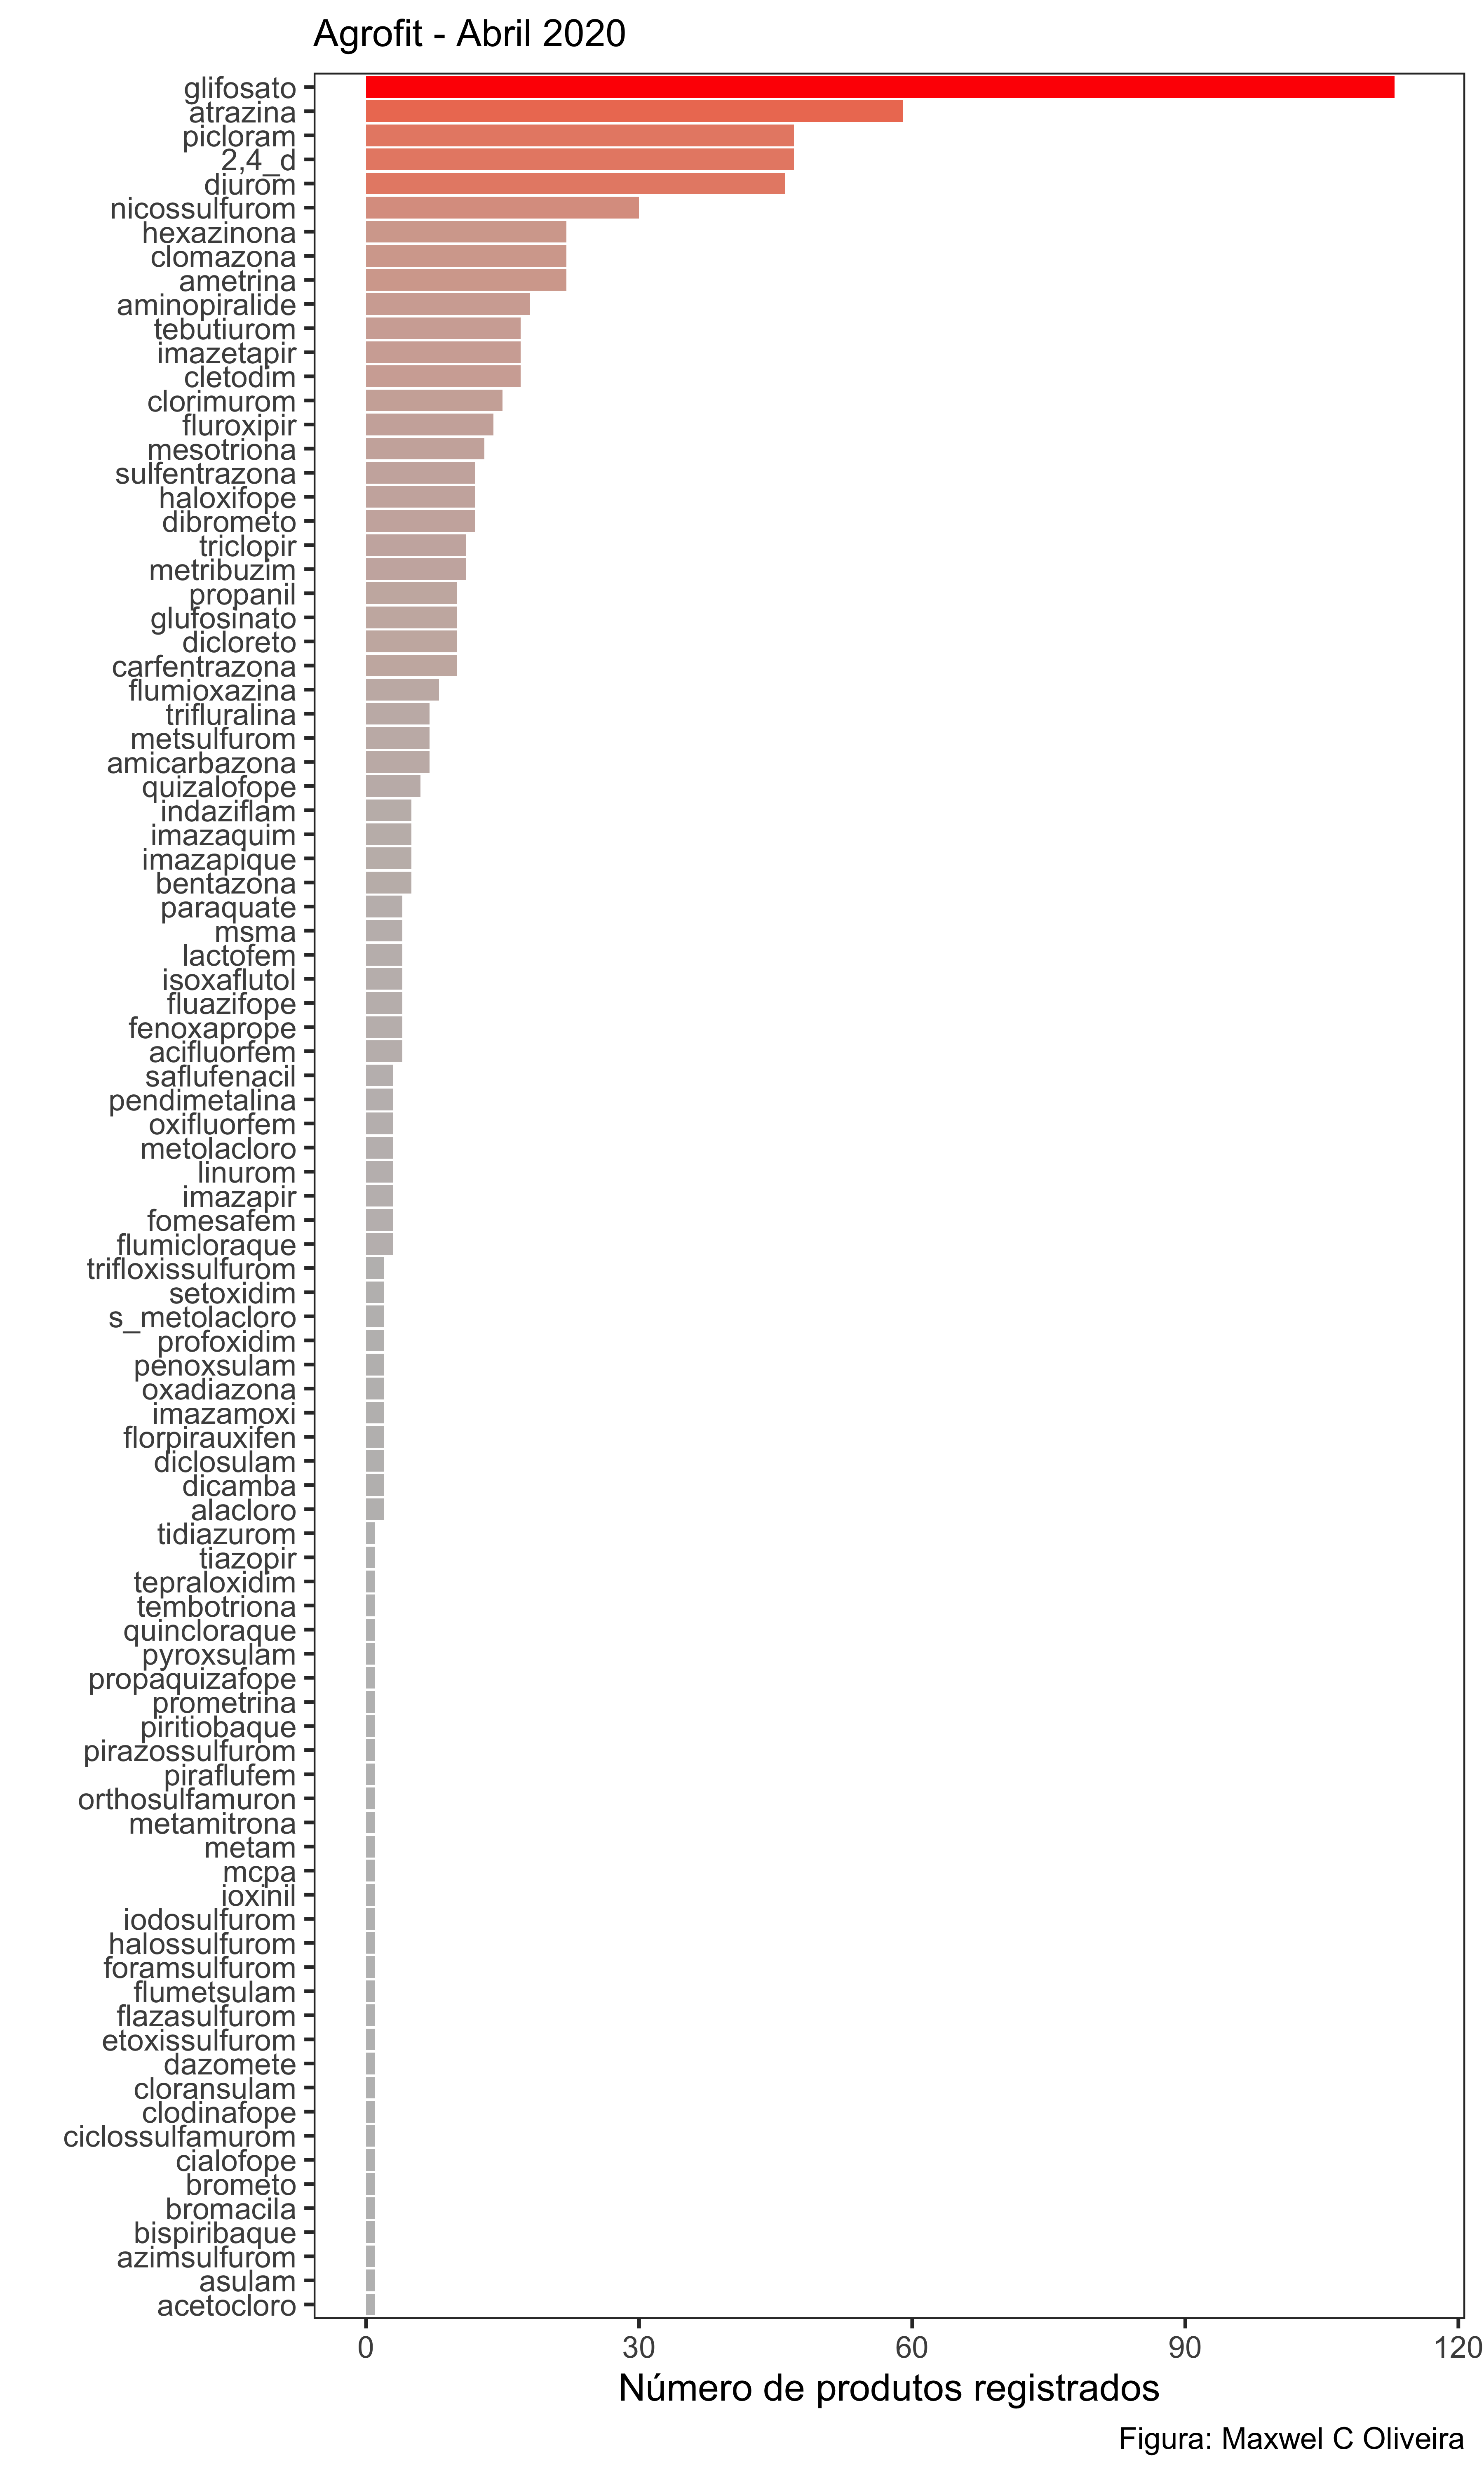 Agrofit - Abril 2020
glifosato
atrazina
picloram
2,4_d
diurom
nicossulfurom
hexazinona
clomazona
ametrina
aminopiralide
tebutiurom
imazetapir
cletodim
clorimurom
fluroxipir
mesotriona
sulfentrazona
haloxifope
dibrometo
triclopir
metribuzim
propanil
glufosinato
dicloreto
carfentrazona
flumioxazina
trifluralina
metsulfurom
amicarbazona
quizalofope
indaziflam
imazaquim
imazapique
bentazona
paraquate
msma
lactofem
isoxaflutol
fluazifope
fenoxaprope
acifluorfem
saflufenacil
pendimetalina
oxifluorfem
metolacloro
linurom
imazapir
fomesafem
flumicloraque
trifloxissulfurom
setoxidim
s_metolacloro
profoxidim
penoxsulam
oxadiazona
imazamoxi
florpirauxifen
diclosulam
dicamba
alacloro
tidiazurom
tiazopir
tepraloxidim
tembotriona
quincloraque
pyroxsulam
propaquizafope
prometrina
piritiobaque
pirazossulfurom
piraflufem
orthosulfamuron
metamitrona
metam
mcpa
ioxinil
iodosulfurom
halossulfurom
foramsulfurom
flumetsulam
flazasulfurom
etoxissulfurom
dazomete
cloransulam
clodinafope
ciclossulfamurom
cialofope
brometo
bromacila
bispiribaque
azimsulfurom
asulam
acetocloro
0 30 60 90 120
Número de produtos registrados
Figura: Maxwel C Oliveira